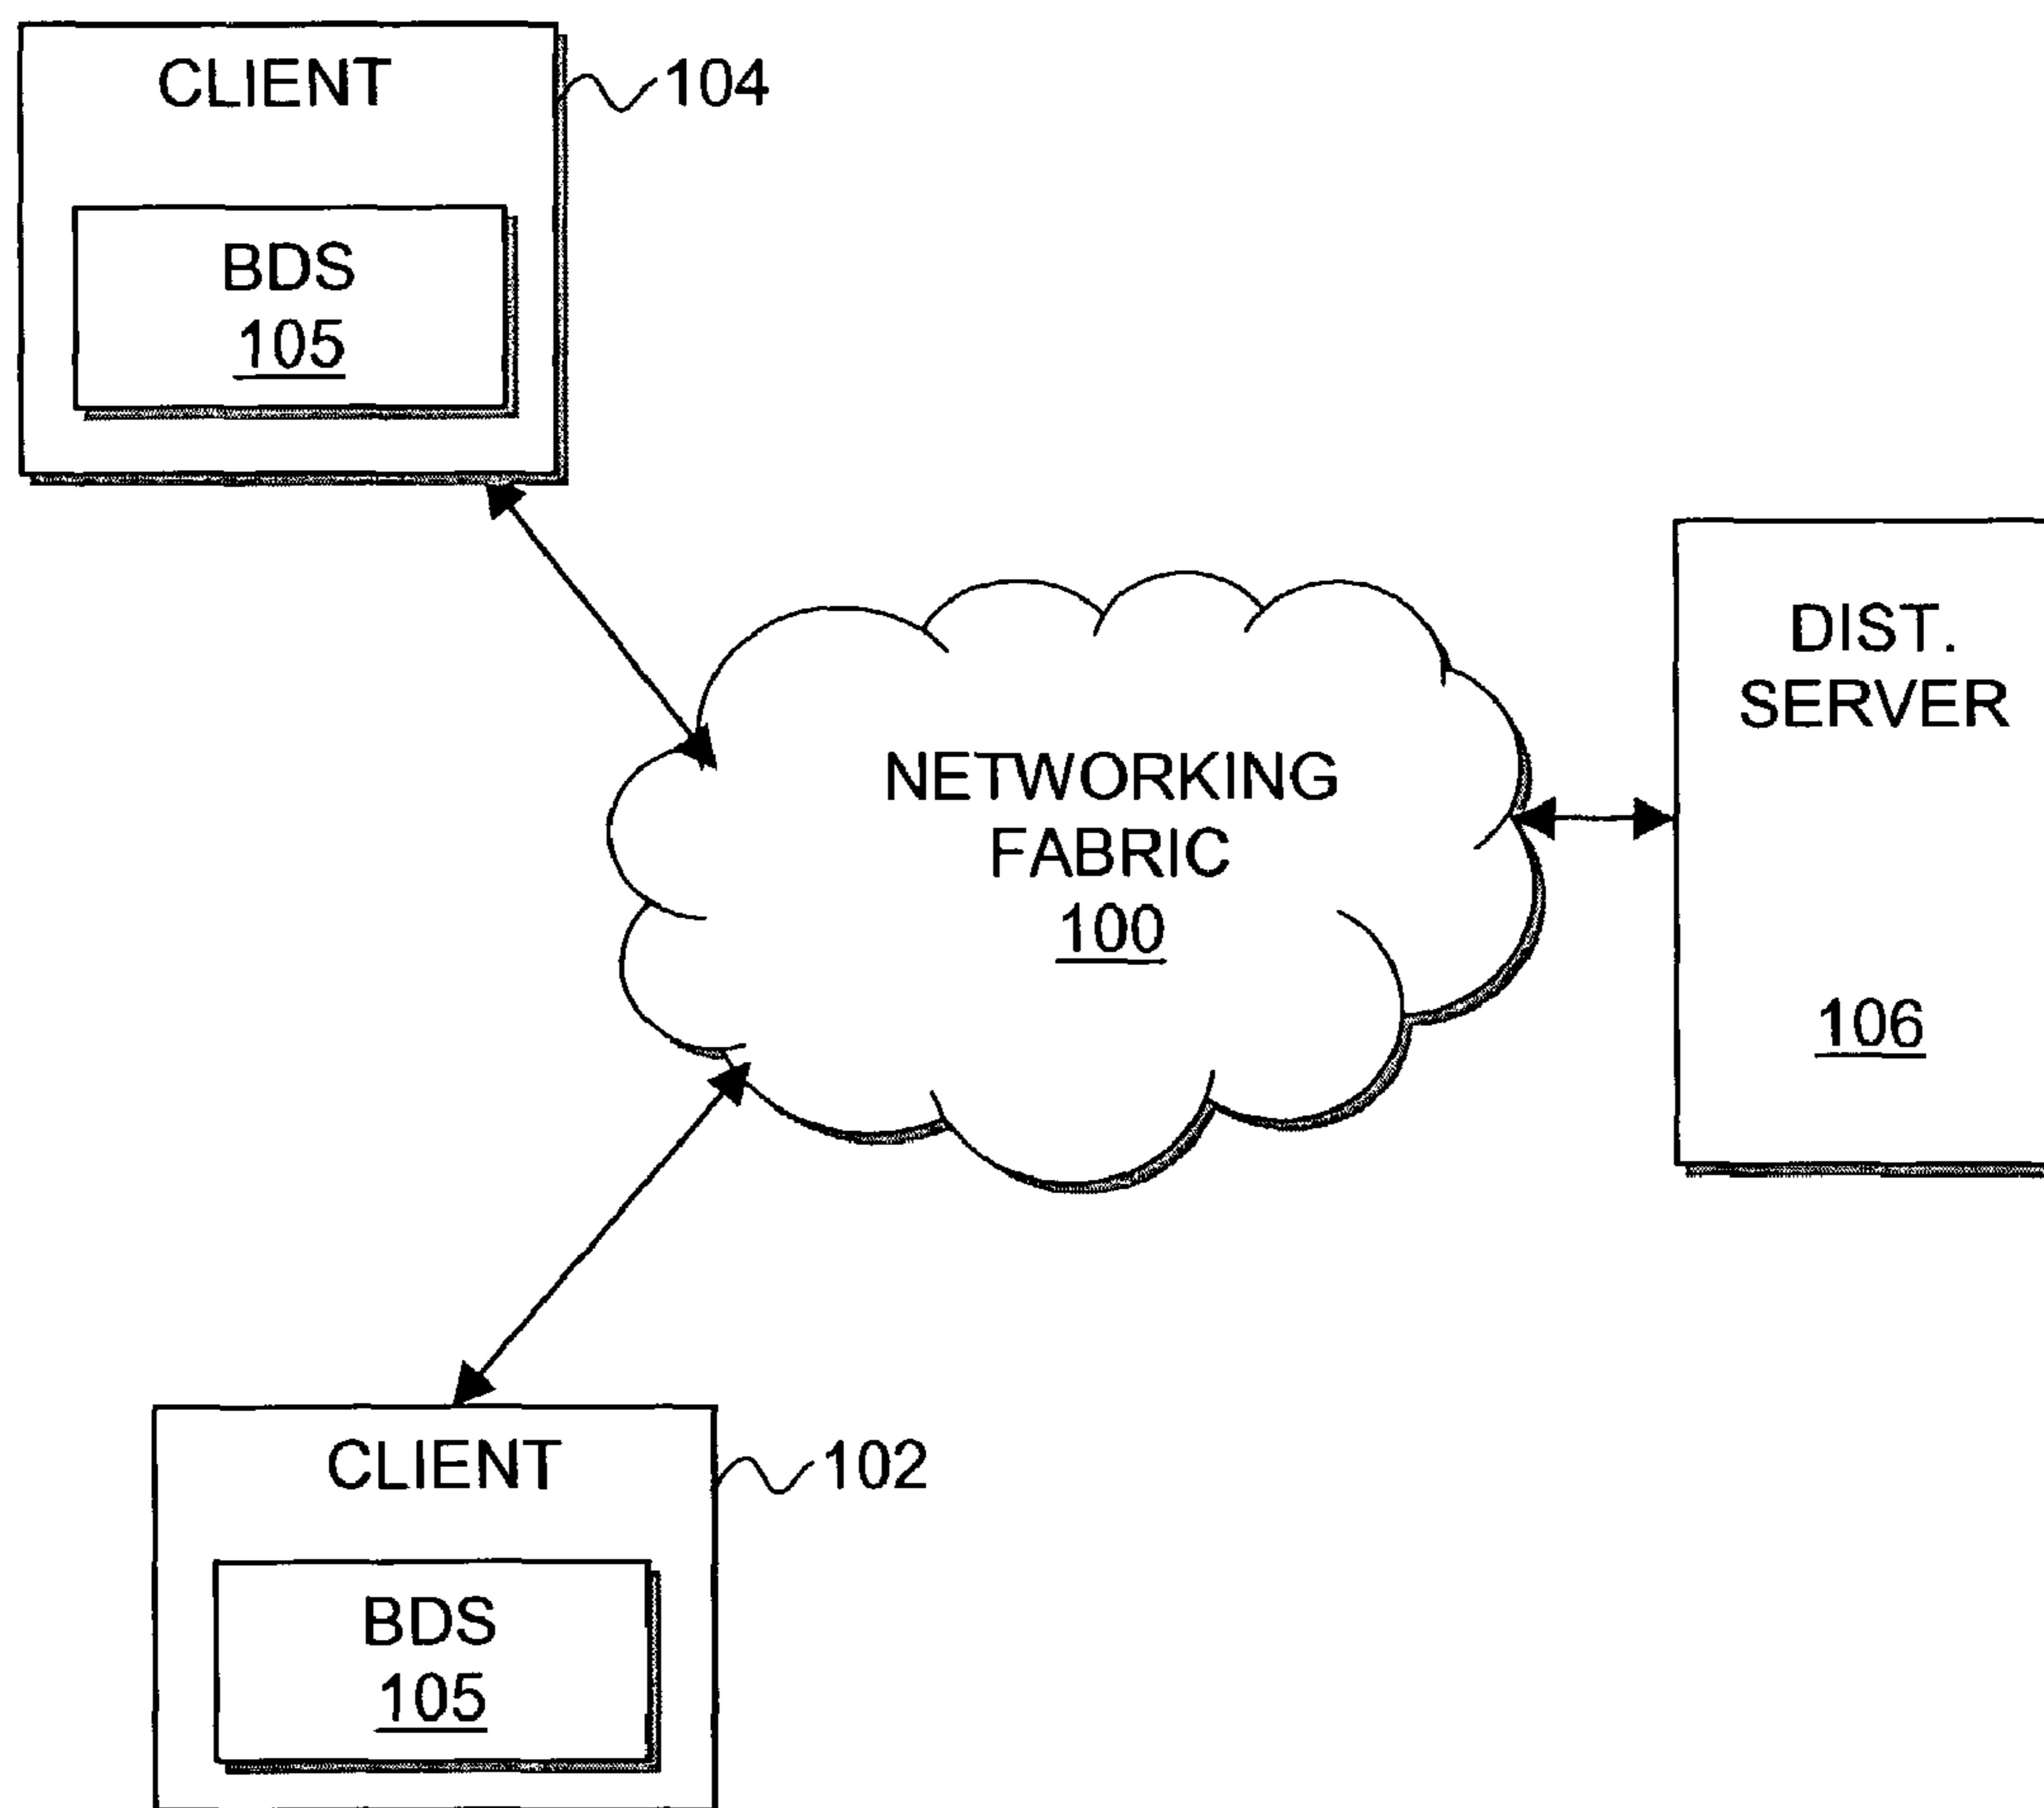 CLIENT
104
BDS
105
NETWORKING
FABRIC
100
DIST.
SERVER
106
CLIENT
102
BDS
105